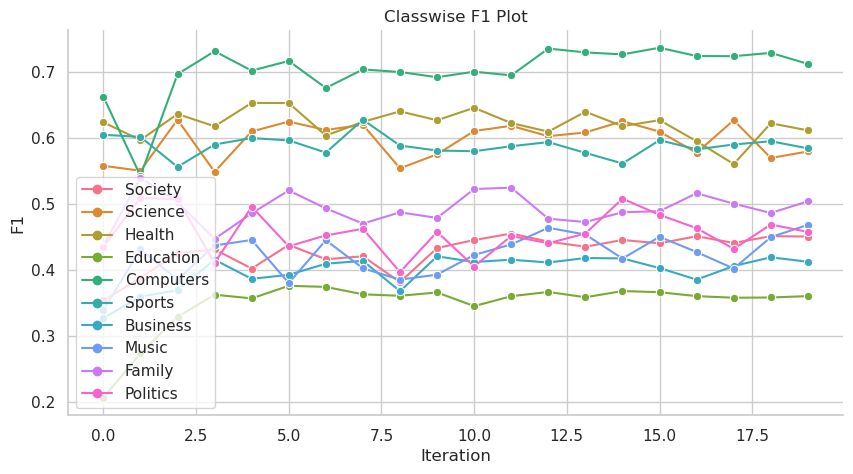 Classwise F1 Plot
F1
0.7
0.6
0.5
0.4
0.3
0.2
Society
Science
Health
Education
Computers
Sports
Business
Music
Family
Politics
0.0 2.5 5.0 7.5 10.0 12.5 15.0 17.5
Iteration